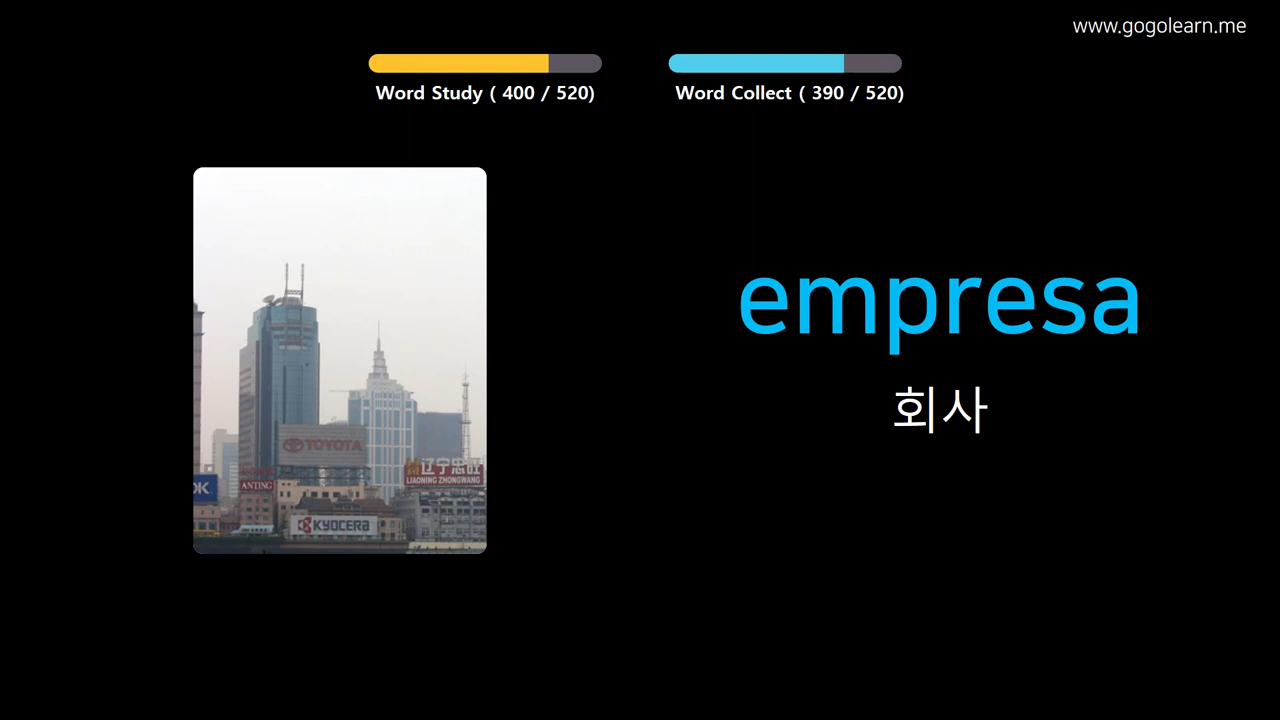 www.gogolearn.me
Word Study ( 400 / 520)
Word Collect ( 390 / 520)
empresa
회사
TOYOTA
辽宁忠旺
LIAONING ZHONGWANG
ANTING
OK
KYOCERA